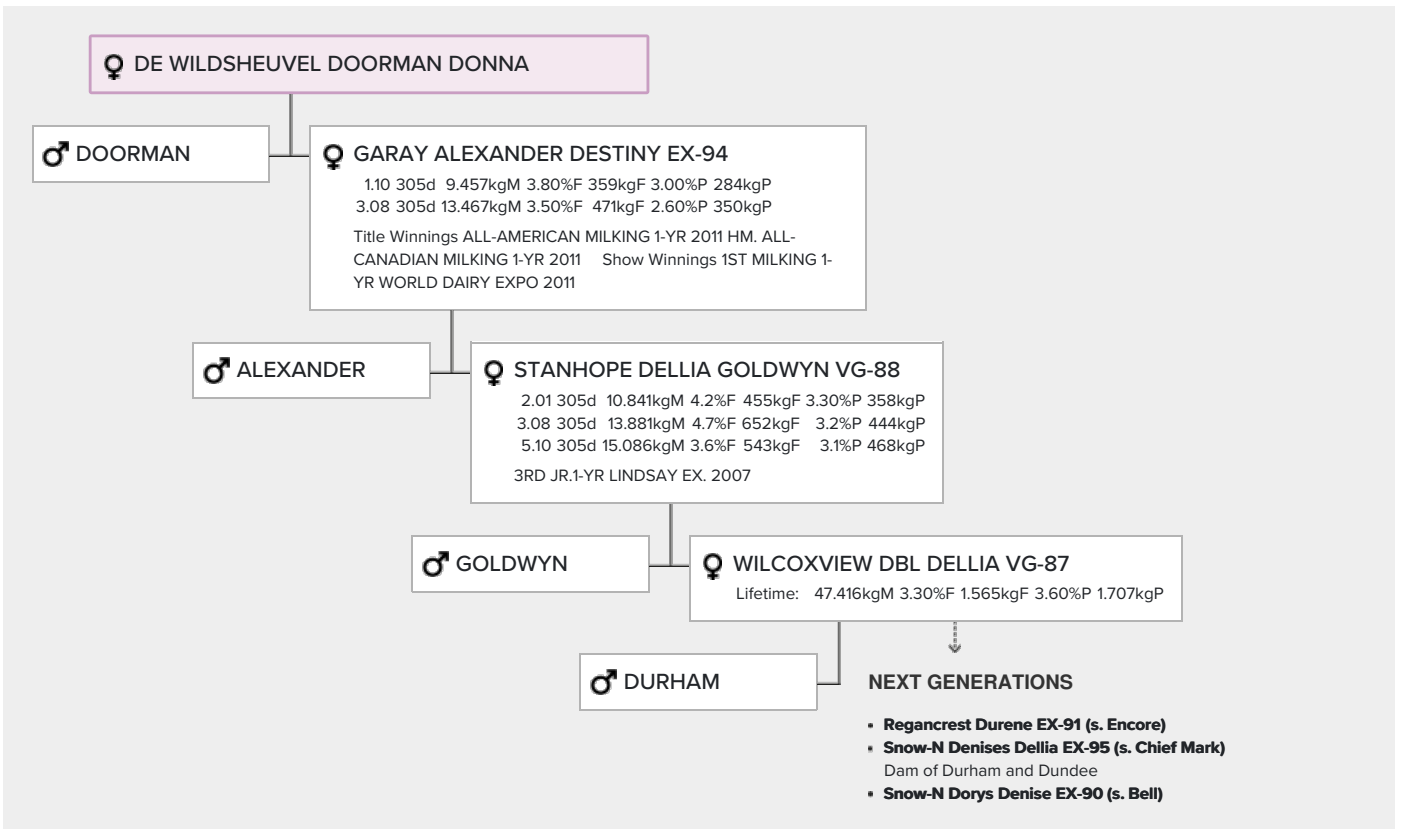 ♀ DE WILDSHEUVEL DOORMAN DONNA
♂ DOORMAN
♀ GARAY ALEXANDER DESTINY EX-94
1.10 305d 9.457kgM 3.80%F 359kgF 3.00%P 284kgP
3.08 305d 13.467kgM 3.50%F 471kgF 2.60%P 350kgP
Title Winnings ALL-AMERICAN MILKING 1-YR 2011 HM. ALL-
CANADIAN MILKING 1-YR 2011 Show Winnings 1ST MILKING 1-
YR WORLD DAIRY EXPO 2011
♂ ALEXANDER
♀ STANHOPE DELLIA GOLDWYN VG-88
2.01 305d 10.841kgM 4.2%F 455kgF 3.30%P 358kgP
3.08 305d 13.881kgM 4.7%F 652kgF 3.2%P 444kgP
5.10 305d 15.086kgM 3.6%F 543kgF 3.1%P 468kgP
3RD JR.1-YR LINDSAY EX. 2007
♂ GOLDWYN
♀ WILCOXVIEW DBL DELLIA VG-87
Lifetime: 47.416kgM 3.30%F 1.565kgF 3.60%P 1.707kgP
♂ DURHAM
NEXT GENERATIONS
• Regancrest Durene EX-91 (s. Encore)
• Snow-N Denises Dellia EX-95 (s. Chief Mark)
Dam of Durham and Dundee
• Snow-N Dorys Denise EX-90 (s. Bell)